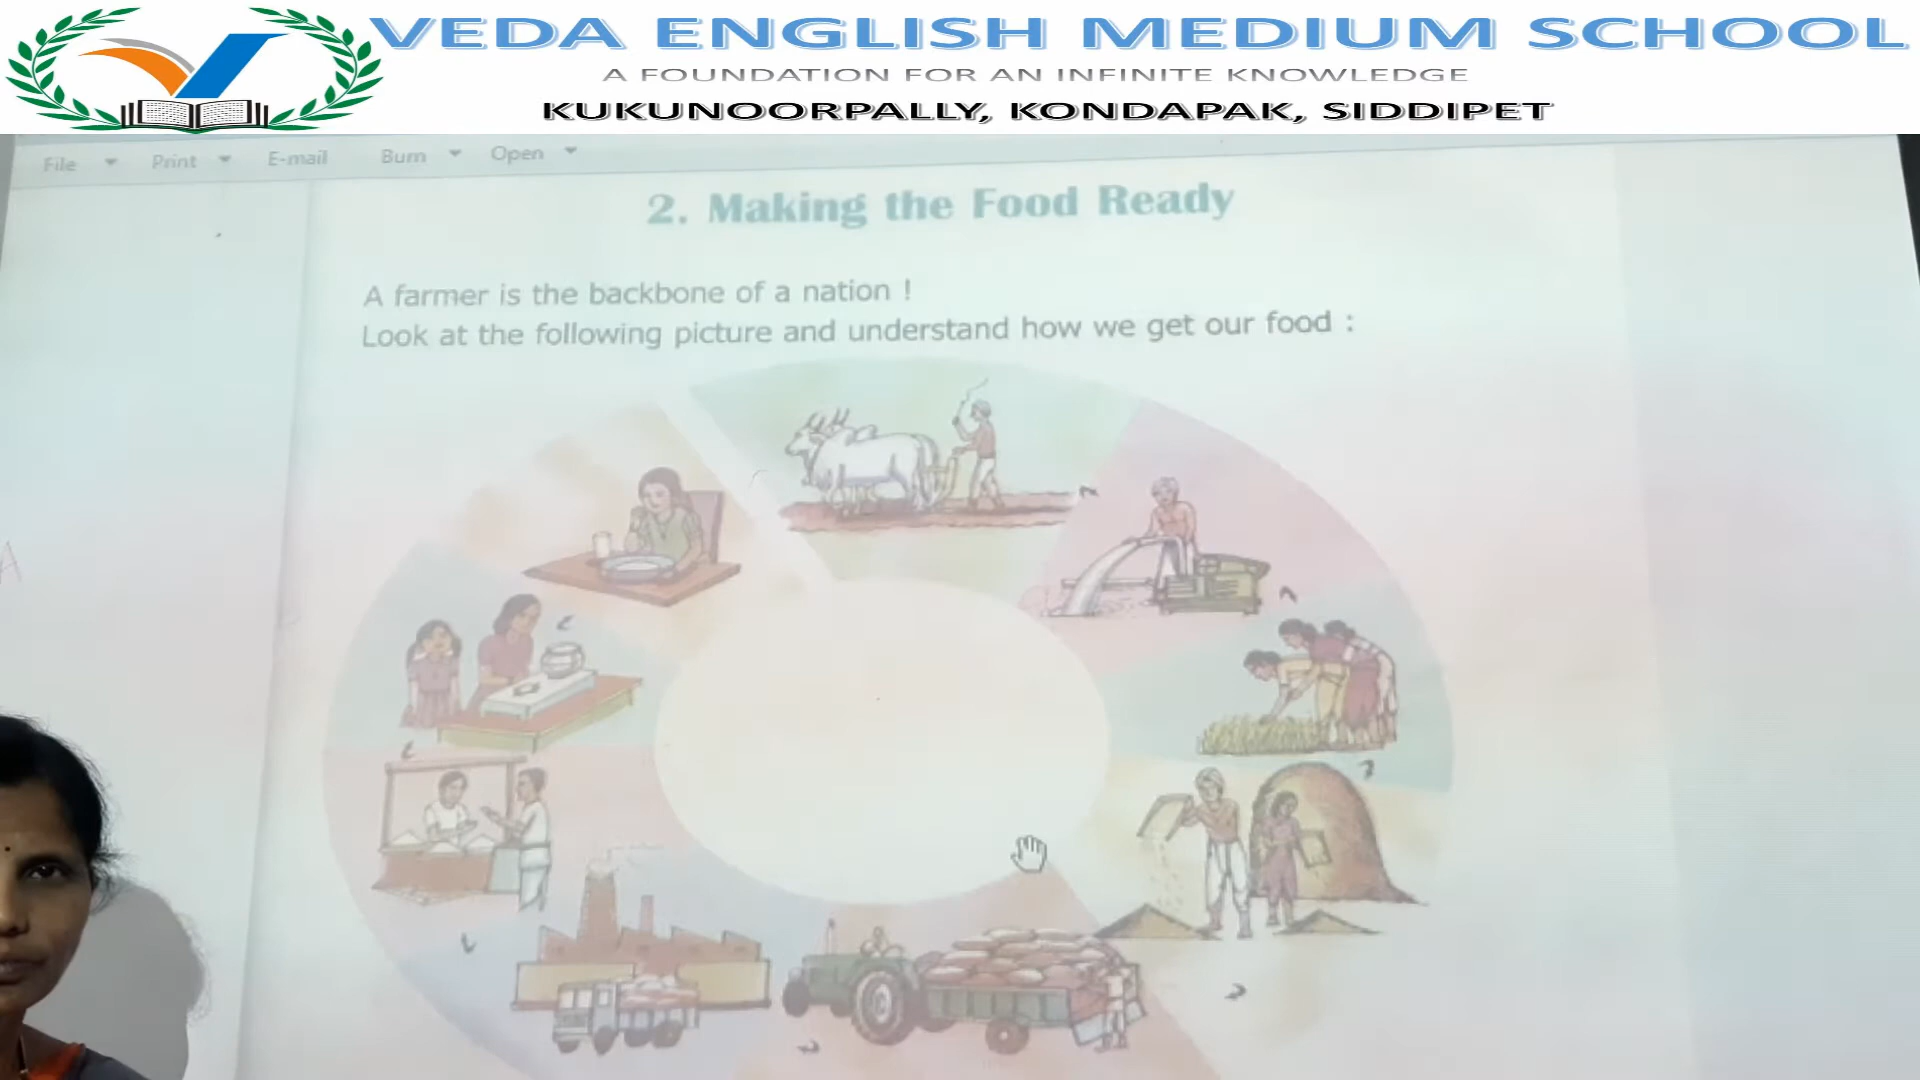 VEDA ENGLISH MEDIUM SCHOOL
A FOUNDATION FOR AN INFINITE KNOWLEDGE
KUKUNOORPALLY, KONDAPAK, SIDDIPET
File Print E-mail Burn Open
2. Making the Food Ready
A farmer is the backbone of a nation !
Look at the following picture and understand how we get our food :
A